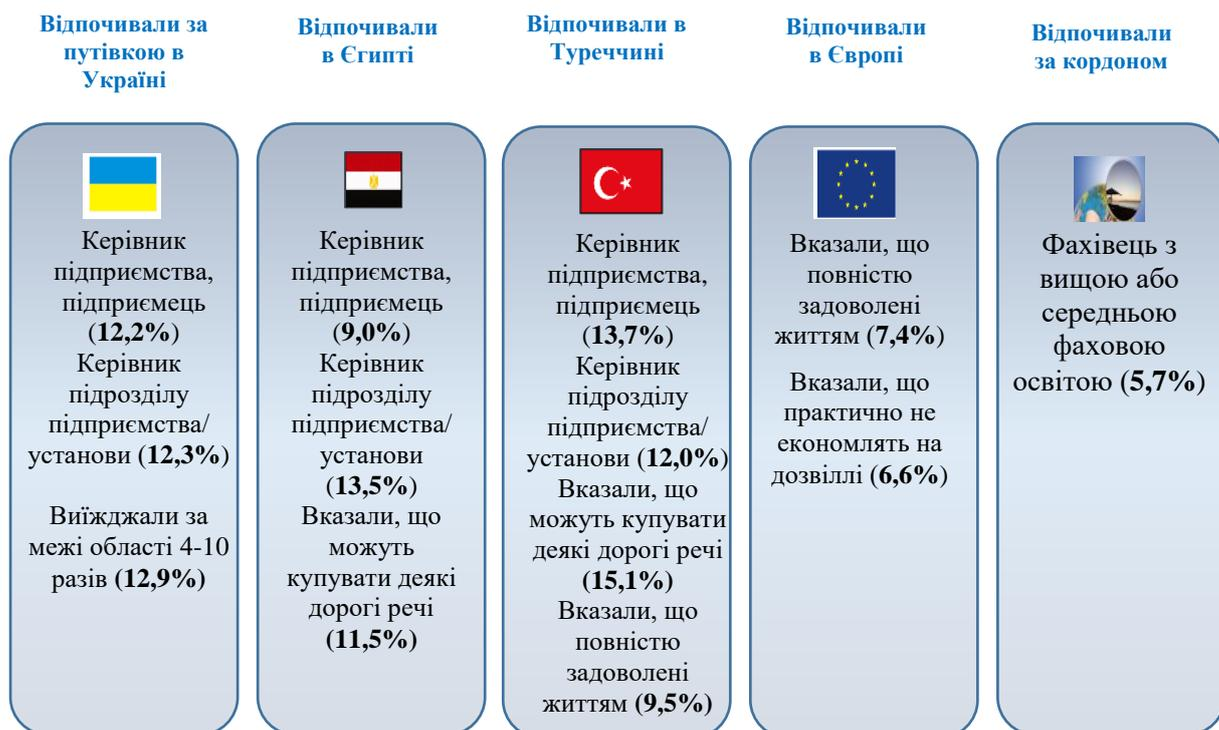 Відпочивали за
путівкою в
Україні
Відпочивали
в Єгипті
Відпочивали в
Туреччині
Відпочивали
в Європі
Відпочивали
за кордоном
Керівник
підприємства,
підприємець
(12,2%)
Керівник
підрозділу
підприємства/
установи (12,3%)
Виїжджали за
межі області 4-10
разів (12,9%)
Керівник
підприємства,
підприємець
(9,0%)
Керівник
підрозділу
підприємства/
установи
(13,5%)
Вказали, що
можуть
купувати деякі
дорогі речі
(11,5%)
Керівник
підприємства,
підприємець
(13,7%)
Керівник
підрозділу
підприємства/
установи (12,0%)
Вказали, що
можуть купувати
деякі дорогі речі
(15,1%)
Вказали, що
повністю
задоволені
життям (9,5%)
Вказали, що
повністю
задоволені
життям (7,4%)
Вказали, що
практично не
економлять на
дозвіллі (6,6%)
Фахівець з
вищою або
середньою
фаховою
освітою (5,7%)